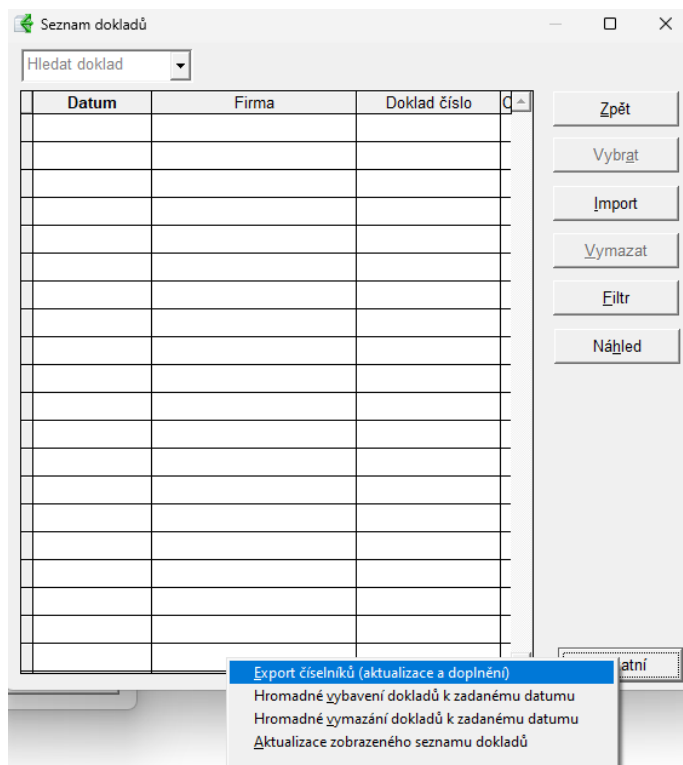 Seznam dokladů
Hledat doklad
Datum Firma Doklad číslo
Zpět
Vybrat
Import
Vymazat
Filtr
Náhled
atní
Export číselníků (aktualizace a doplnění)
Hromadné vybavení dokladů k zadanému datumu
Hromadné vymazání dokladů k zadanému datumu
Aktualizace zobrazeného seznamu dokladů